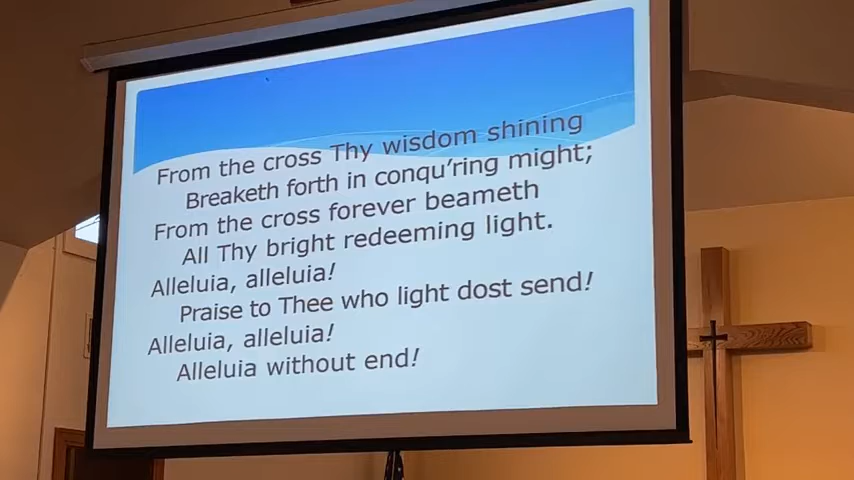 From the cross Thy wisdom shining
Breaketh forth in conqu'ring might;
From the cross forever beameth
All Thy bright redeeming light.
Alleluia, alleluia!
Praise to Thee who light dost send!
Alleluia, alleluia!
Alleluia without end!